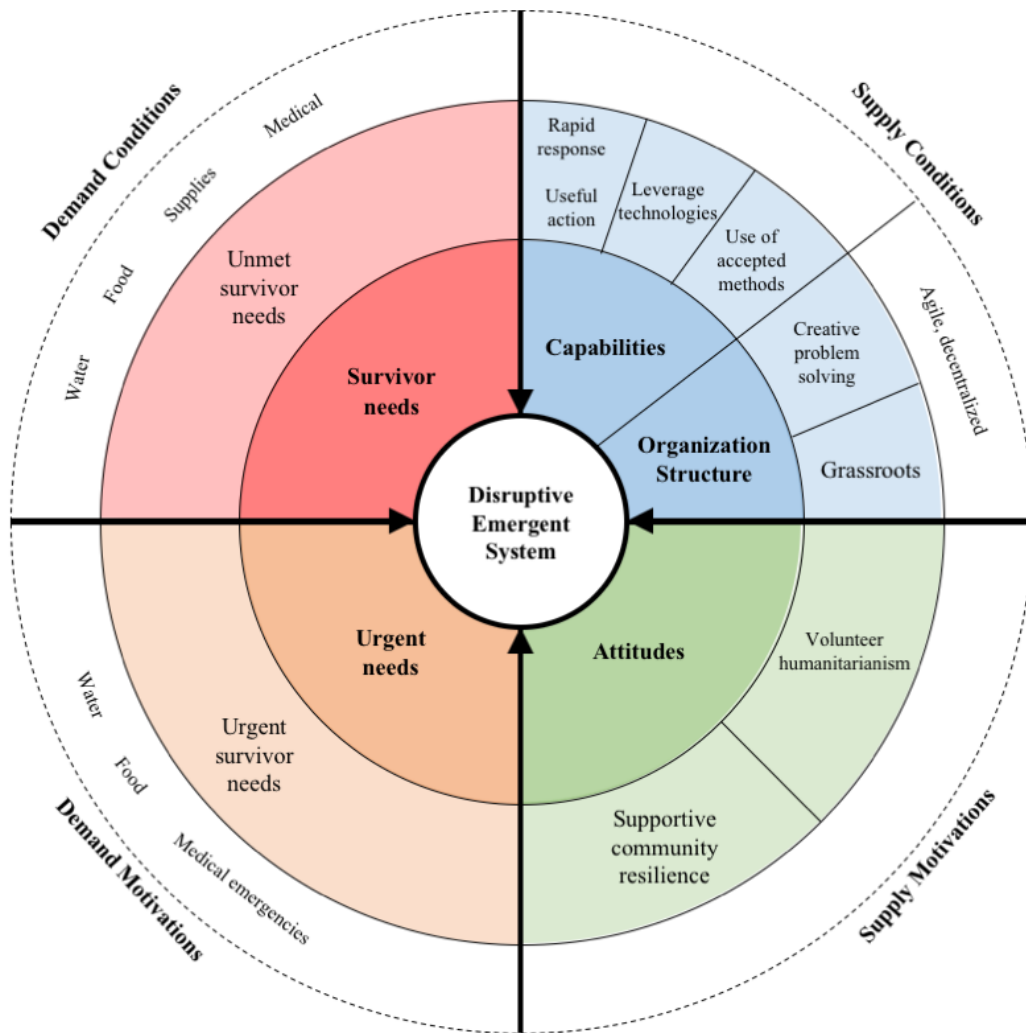 Demand Conditions
Medical
Supplies
Food
Water
Unmet
survivor
needs
Survivor
needs
Supply Conditions
Rapid
response
Useful
action
Leverage
technologies
Use of
accepted
methods
Capabilities
Creative
problem
solving
Agile, decentralized
Organization
Structure
Grassroots
Disruptive
Emergent
System
Urgent
needs
Urgent
survivor
needs
Water
Food
Medical emergencies
Demand Motivations
Attitudes
Volunteer
humanitarianism
Supportive
community
resilience
Supply Motivations